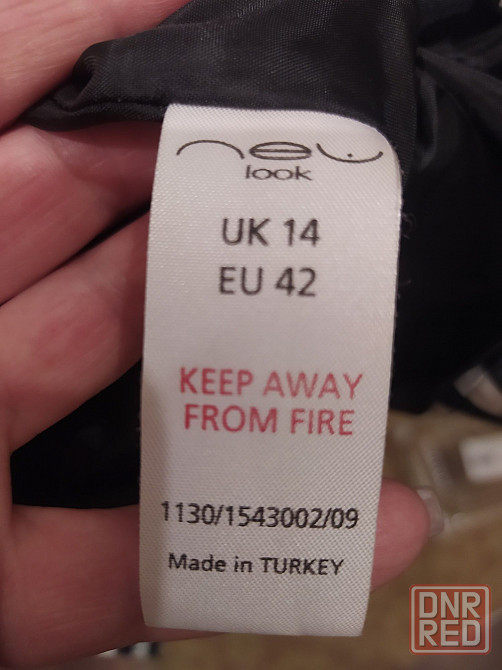 new
look
UK 14
EU 42
KEEP AWAY
FROM FIRE
1130/1543002/09
Made in TURKEY
DNR
RED